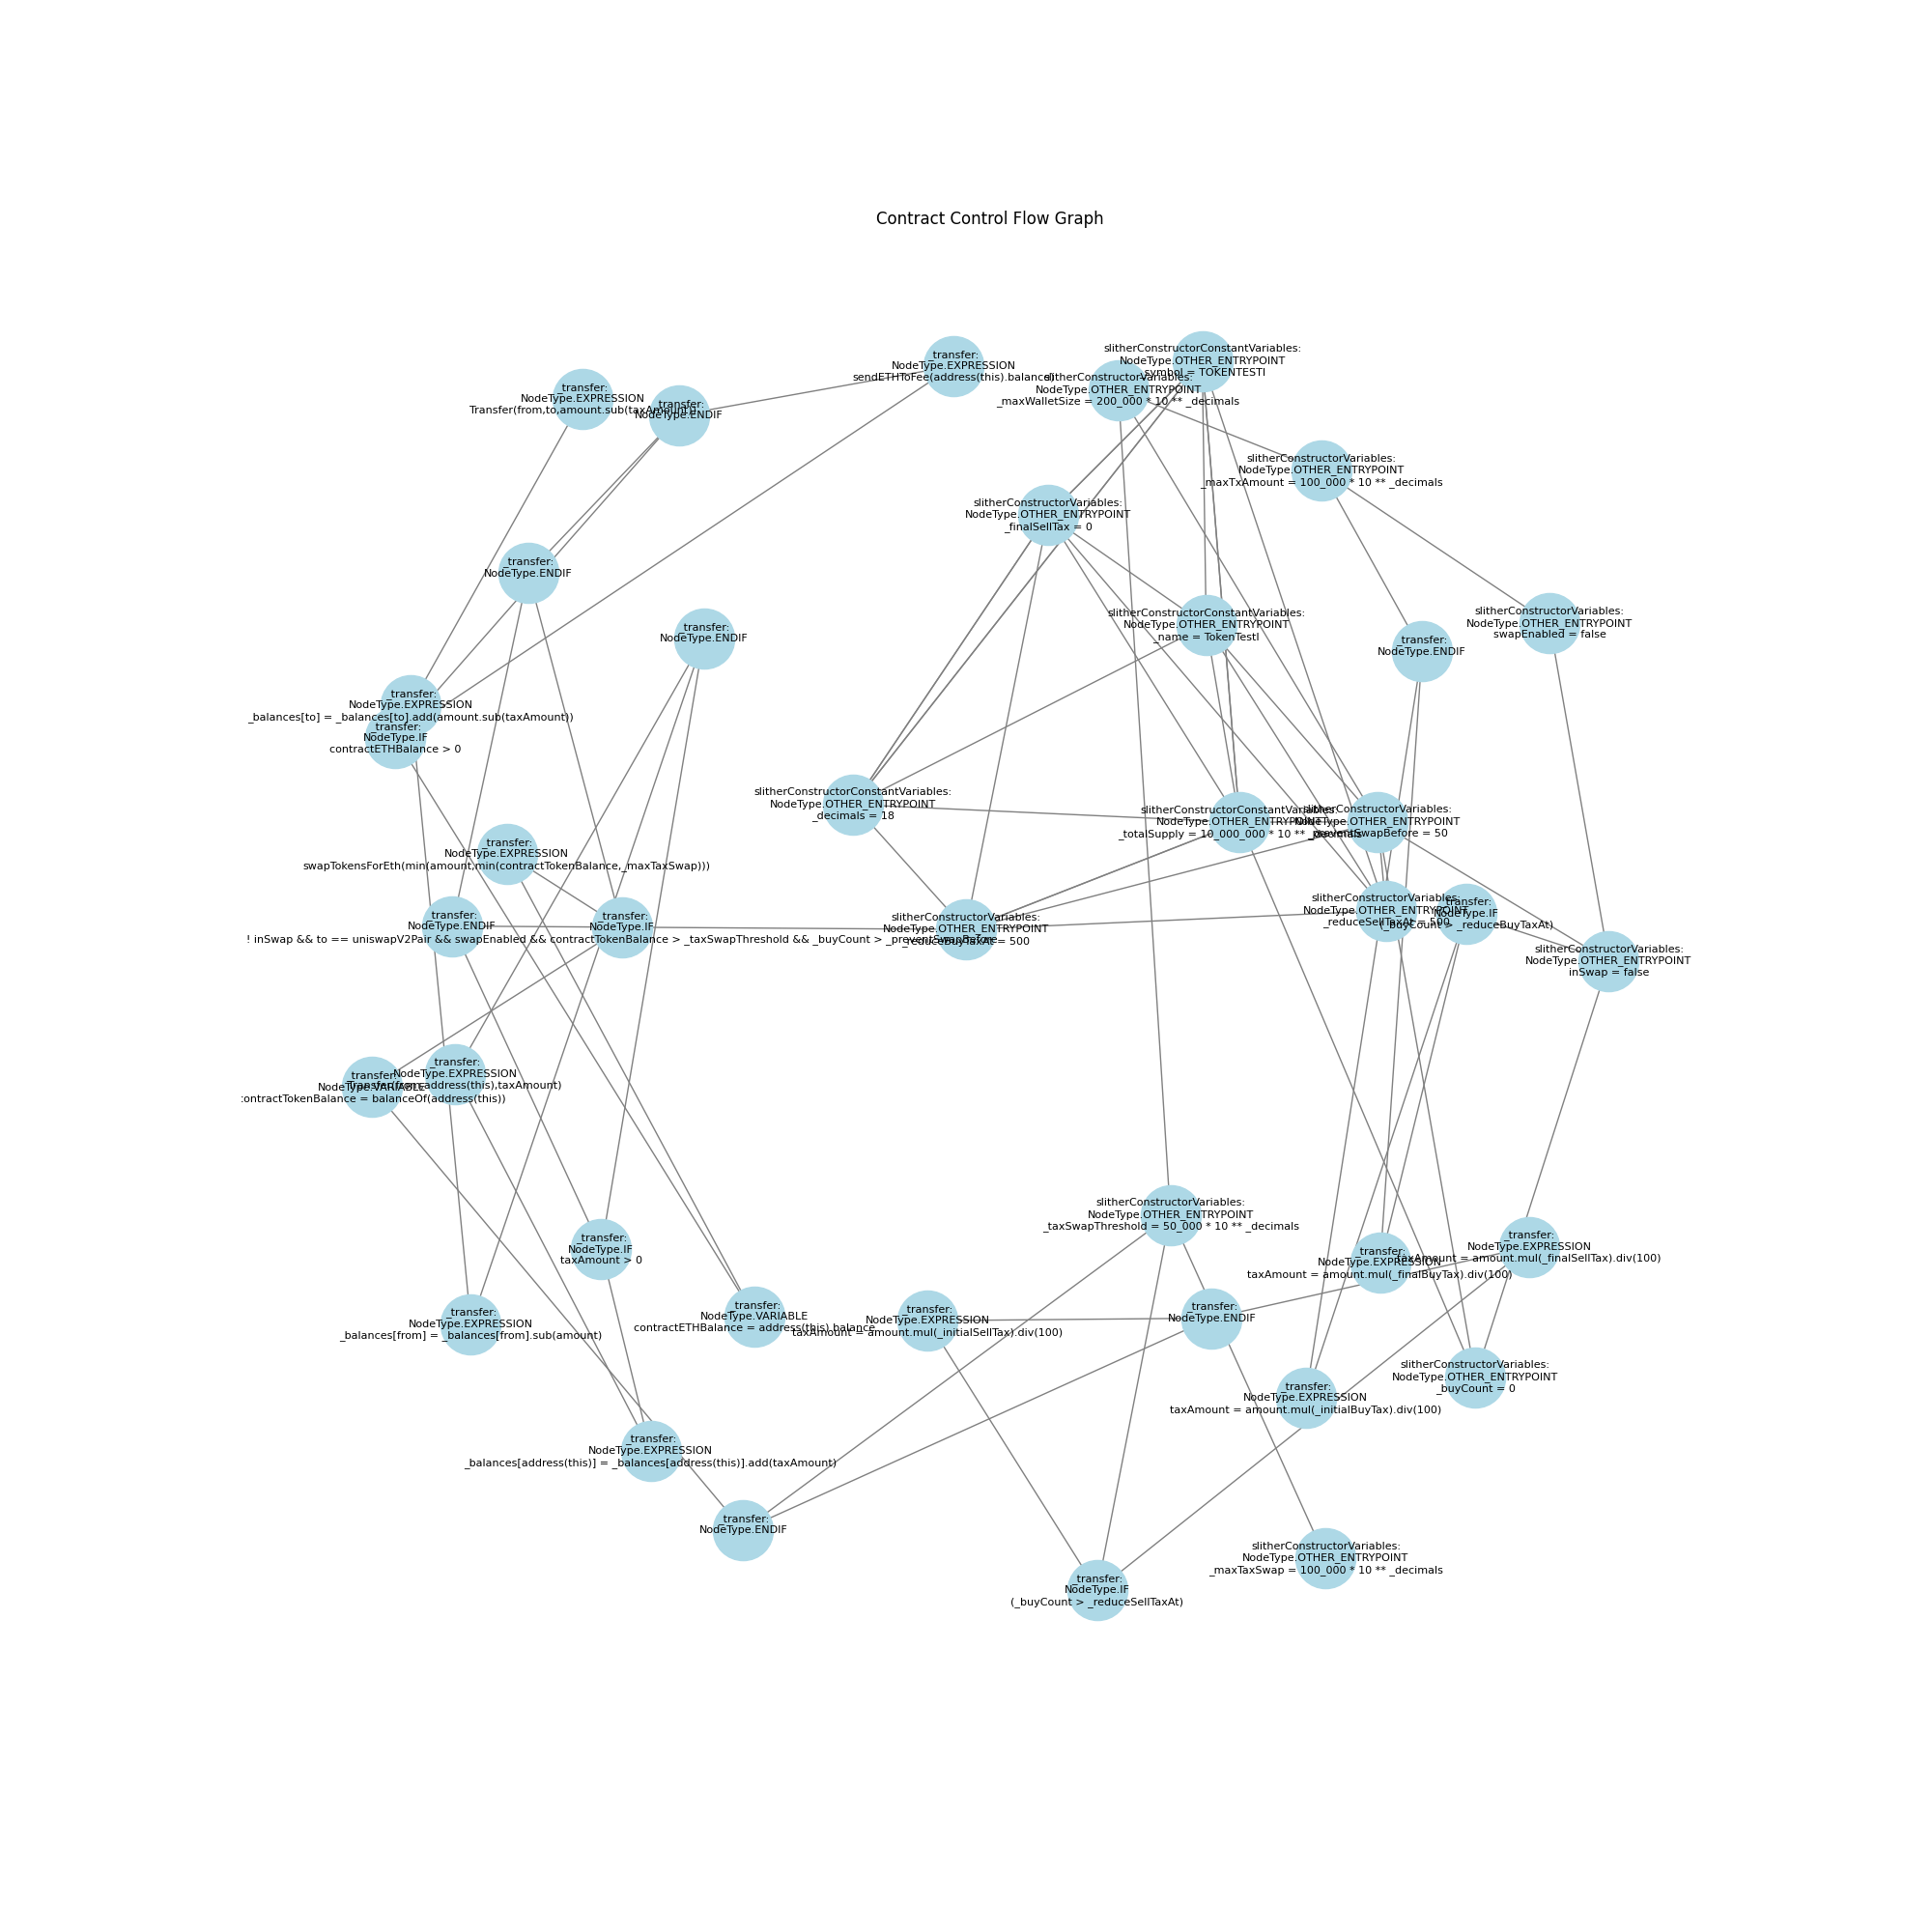 Contract Control Flow Graph
slitherConstructorConstantVariables:
NodeType.OTHER_ENTRYPOINT
symbol = TOKENTESTI
_transfer:
NodeType.EXPRESSION
sendETHToFee(address(this).balance)
slitherConstructorVariables:
NodeType.OTHER_ENTRYPOINT
_maxWalletSize = 200_000 * 10 ** _decimals
_transfer:
NodeType.EXPRESSION
Transfer(from,to,amount.sub(taxAmount))
_transfer:
NodeType.ENDIF
slitherConstructorVariables:
NodeType.OTHER_ENTRYPOINT
_maxTxAmount = 100_000 * 10 ** _decimals
slitherConstructorVariables:
NodeType.OTHER_ENTRYPOINT
_finalSellTax = 0
_transfer:
NodeType.ENDIF
slitherConstructorConstantVariables:
NodeType.OTHER_ENTRYPOINT
_name = TokenTestI
slitherConstructorVariables:
NodeType.OTHER_ENTRYPOINT
swapEnabled = false
_transfer:
NodeType.ENDIF
_transfer:
NodeType.ENDIF
_transfer:
NodeType.EXPRESSION
_balances[to] = _balances[to].add(amount.sub(taxAmount))
_transfer:
NodeType.IF
contractETHBalance > 0
slitherConstructorConstantVariables:
NodeType.OTHER_ENTRYPOINT
_decimals = 18
slitherConstructorConstantVariables:
NodeType.OTHER_ENTRYPOINT
_totalSupply = 10_000_000 * 10 ** _decimals
slitherConstructorVariables:
NodeType.OTHER_ENTRYPOINT
_preventSwapBefore = 50
_transfer:
NodeType.EXPRESSION
swapTokensForEth(min(amount,min(contractTokenBalance,_maxTaxSwap)))
_transfer:
NodeType.ENDIF
_transfer:
NodeType.IF
! inSwap && to == uniswapV2Pair && swapEnabled && contractTokenBalance > _taxSwapThreshold && _buyCount > _preventSwapBefore
slitherConstructorVariables:
NodeType.OTHER_ENTRYPOINT
_reduceBuyTaxAt = 500
slitherConstructorVariables:
NodeType.OTHER_ENTRYPOINT
_reduceSellTaxAt = 500
_transfer:
NodeType.IF
(_buyCount > _reduceBuyTaxAt)
slitherConstructorVariables:
NodeType.OTHER_ENTRYPOINT
inSwap = false
_transfer:
NodeType.EXPRESSION
Transfer(from,address(this),taxAmount)
_transfer:
NodeType.VARIABLE
contractTokenBalance = balanceOf(address(this))
slitherConstructorVariables:
NodeType.OTHER_ENTRYPOINT
_taxSwapThreshold = 50_000 * 10 ** _decimals
_transfer:
NodeType.IF
taxAmount > 0
_transfer:
NodeType.EXPRESSION
taxAmount = amount.mul(_finalSellTax).div(100)
_transfer:
NodeType.EXPRESSION
taxAmount = amount.mul(_finalBuyTax).div(100)
_transfer:
NodeType.EXPRESSION
_balances[from] = _balances[from].sub(amount)
_transfer:
NodeType.VARIABLE
contractETHBalance = address(this).balance
_transfer:
NodeType.EXPRESSION
taxAmount = amount.mul(_initialSellTax).div(100)
_transfer:
NodeType.ENDIF
slitherConstructorVariables:
NodeType.OTHER_ENTRYPOINT
_buyCount = 0
_transfer:
NodeType.EXPRESSION
taxAmount = amount.mul(_initialBuyTax).div(100)
_transfer:
NodeType.EXPRESSION
_balances[address(this)] = _balances[address(this)].add(taxAmount)
_transfer:
NodeType.ENDIF
slitherConstructorVariables:
NodeType.OTHER_ENTRYPOINT
_maxTaxSwap = 100_000 * 10 ** _decimals
_transfer:
NodeType.IF
(_buyCount > _reduceSellTaxAt)